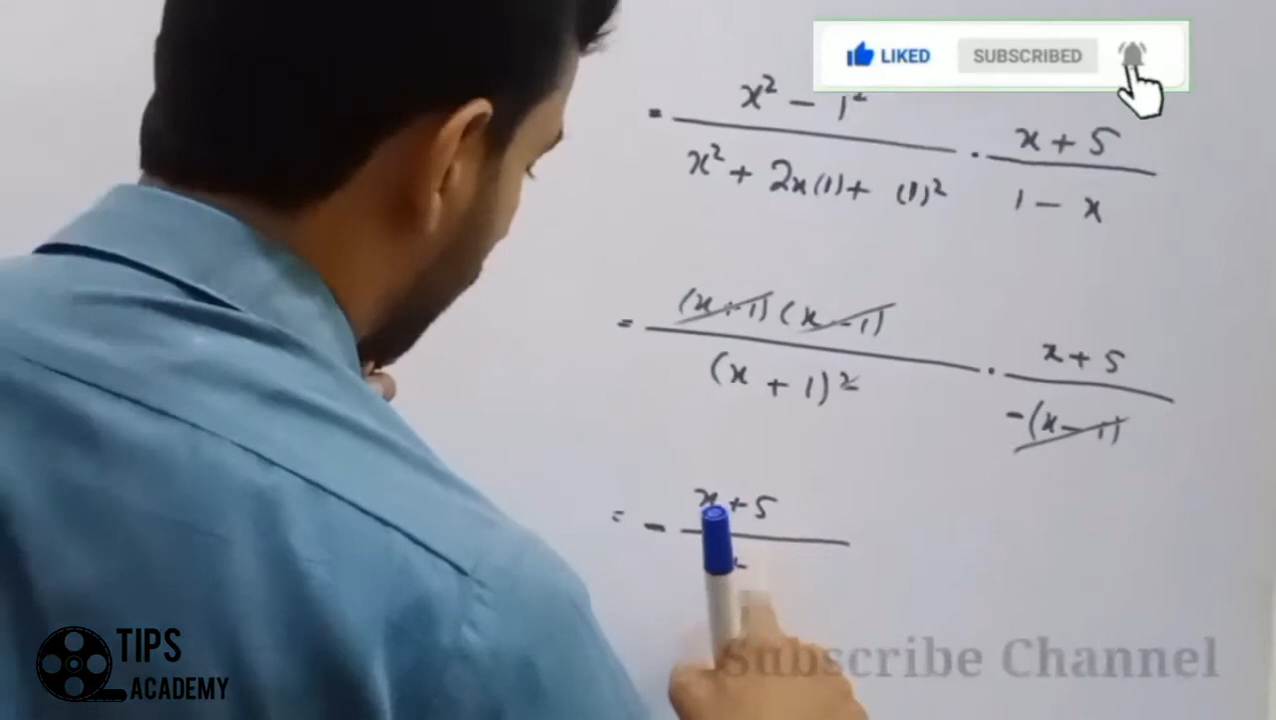 LIKED SUBSCRIBED
= x² - 1² / x² + 2x(1) + (1)² · x + 5 / 1 - x
= (x+1)(x-1) / (x + 1)² · x + 5 / -(x-1)
= - x + 5
Subscribe Channel
TIPS
ACADEMY